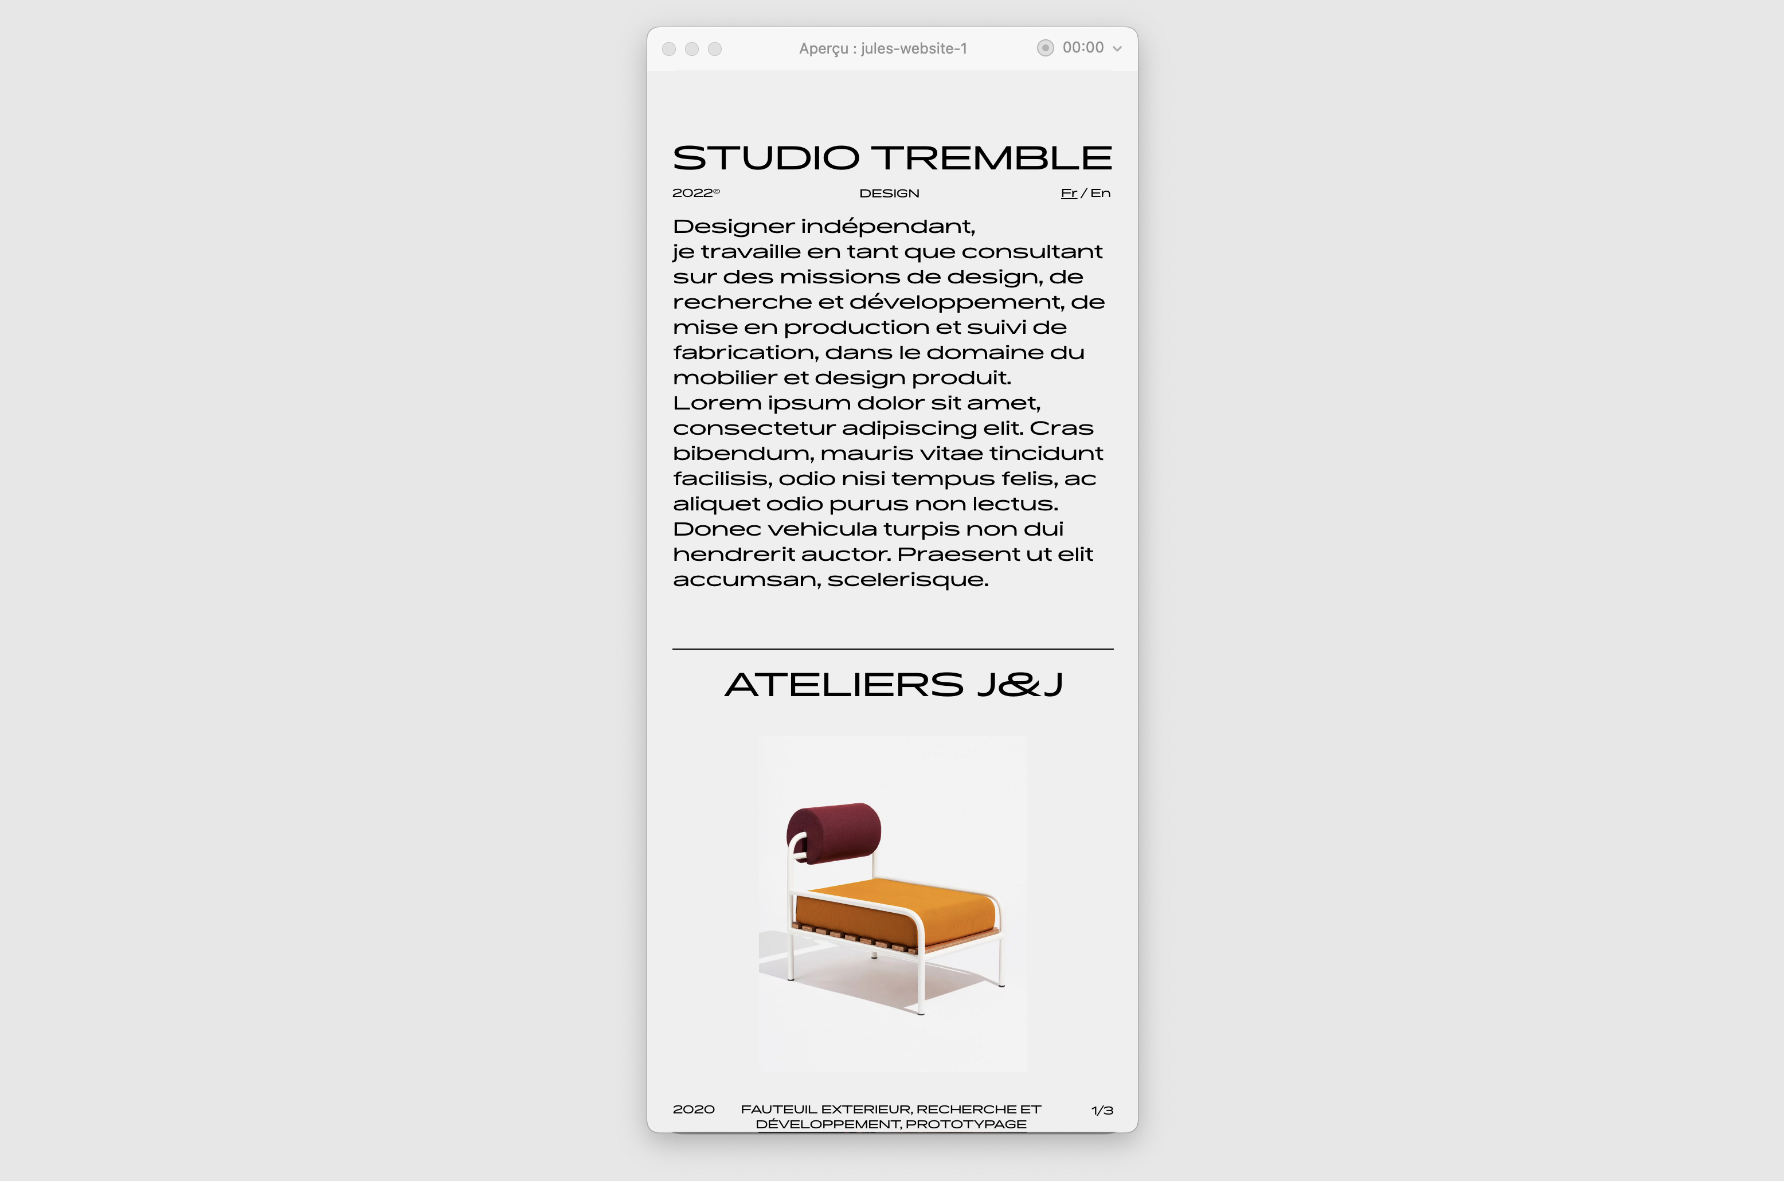 Aperçu : jules-website-1
00:00
STUDIO TREMBLE
2022©
DESIGN
Fr / En
Designer indépendant,
je travaille en tant que consultant
sur des missions de design, de
recherche et développement, de
mise en production et suivi de
fabrication, dans le domaine du
mobilier et design produit.
Lorem ipsum dolor sit amet,
consectetur adipiscing elit. Cras
bibendum, mauris vitae tincidunt
facilisis, odio nisi tempus felis, ac
aliquet odio purus non lectus.
Donec vehicula turpis non dui
hendrerit auctor. Praesent ut elit
accumsan, scelerisque.
ATELIERS J&J
2020
FAUTEUIL EXTERIEUR, RECHERCHE ET
DÉVELOPPEMENT, PROTOTYPAGE
1/3